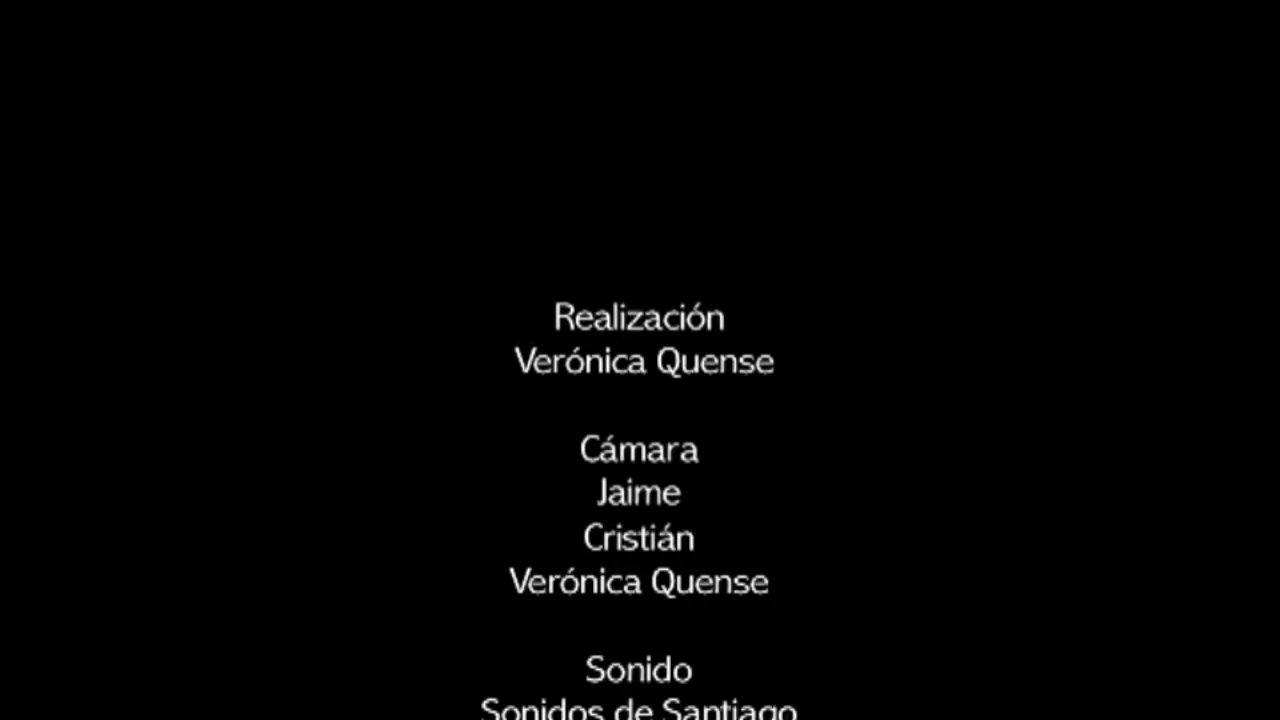 Realización
Verónica Quense
Cámara
Jaime
Cristián
Verónica Quense
Sonido
Sonidos de Santiago